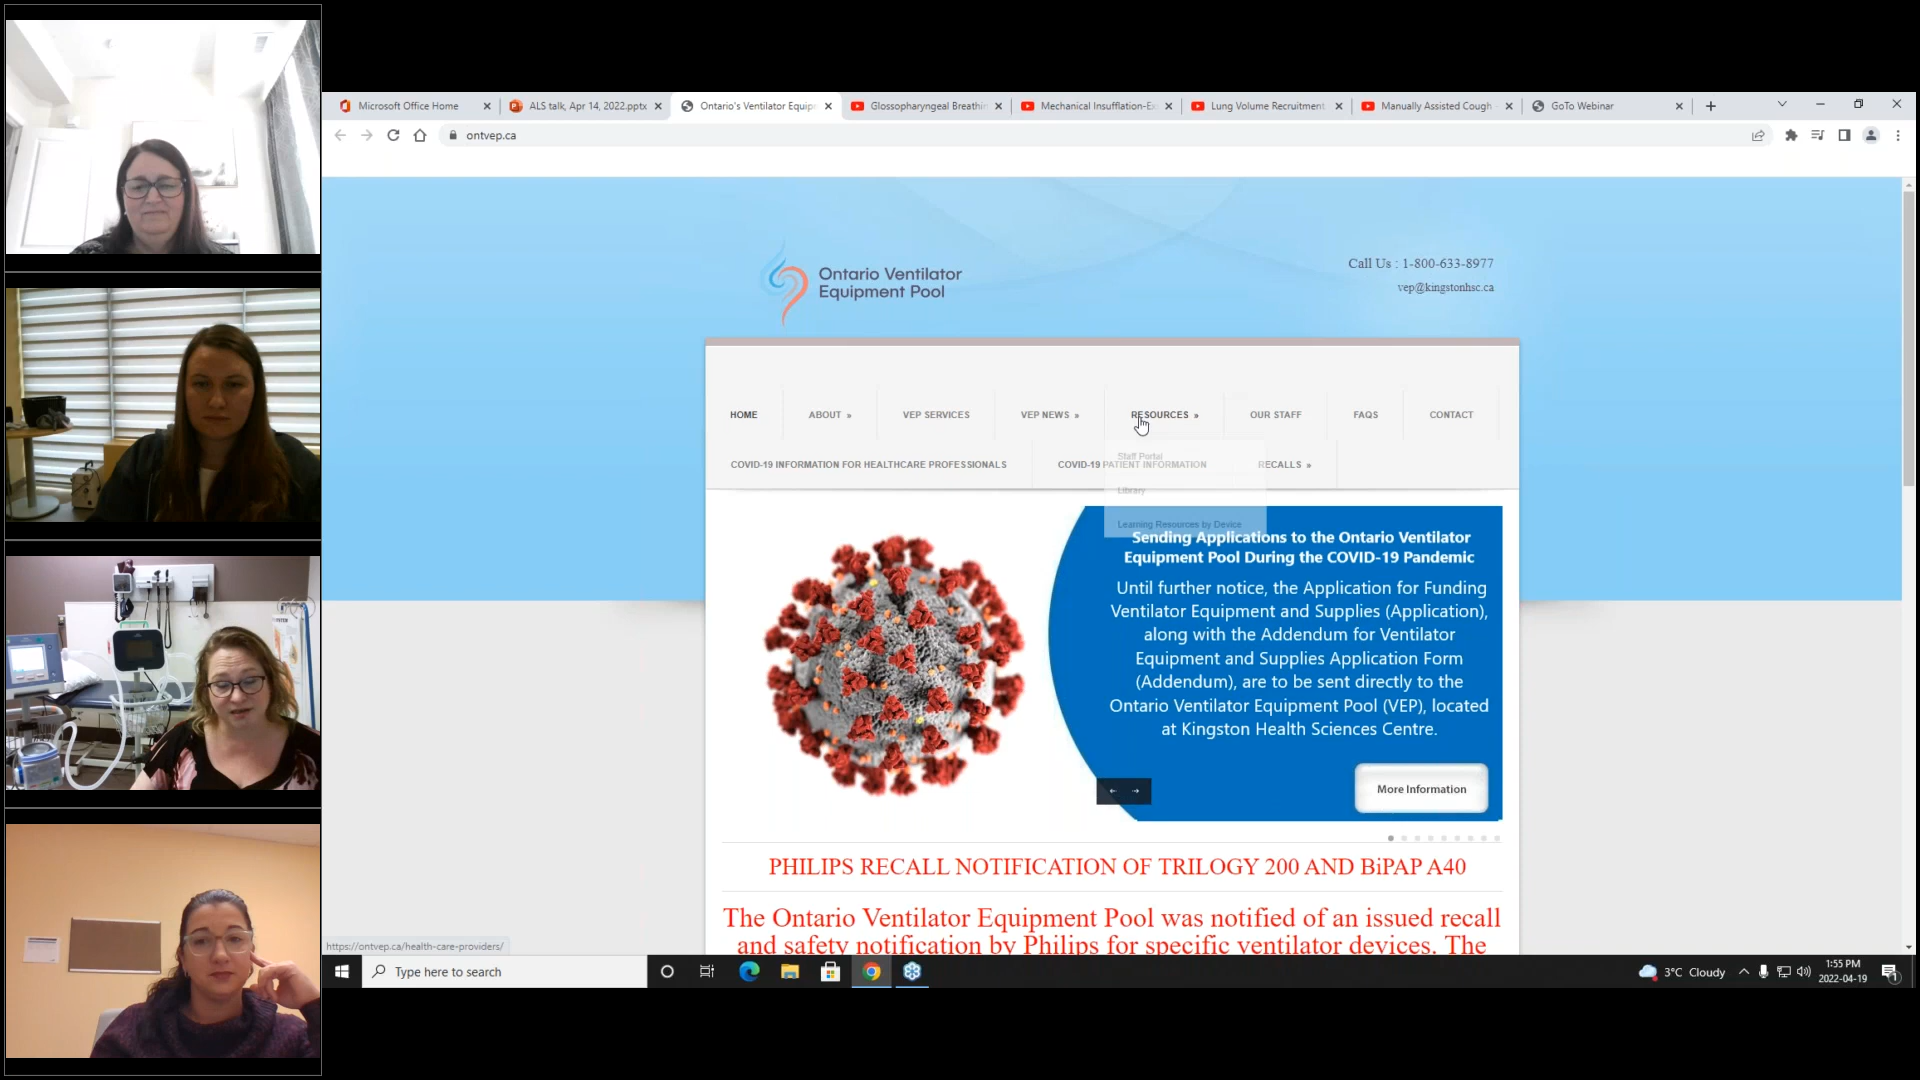 Microsoft Office Home
ALS talk, Apr 14, 2022.pptx
Ontario's Ventilator Equip
Glossopharyngeal Breathin
Mechanical Insufflation-Ex
Lung Volume Recruitment
Manually Assisted Cough
GoTo Webinar
ontvep.ca
Ontario Ventilator
Equipment Pool
Call Us : 1-800-633-8977
vep@kingstonhsc.ca
HOME
ABOUT »
VEP SERVICES
VEP NEWS »
RESOURCES »
OUR STAFF
FAQS
CONTACT
Staff Portal
COVID-19 INFORMATION FOR HEALTHCARE PROFESSIONALS
COVID-19 PATIENT INFORMATION
RECALLS »
Library
Learning Resources by Device
Sending Applications to the Ontario Ventilator
Equipment Pool During the COVID-19 Pandemic
Until further notice, the Application for Funding
Ventilator Equipment and Supplies (Application),
along with the Addendum for Ventilator
Equipment and Supplies Application Form
(Addendum), are to be sent directly to the
Ontario Ventilator Equipment Pool (VEP), located
at Kingston Health Sciences Centre.
More Information
PHILIPS RECALL NOTIFICATION OF TRILOGY 200 AND BiPAP A40
The Ontario Ventilator Equipment Pool was notified of an issued recall
and safety notification by Philips for specific ventilator devices. The
https://ontvep.ca/health-care-providers/
Type here to search
3°C Cloudy
1:55 PM
2022-04-19
1